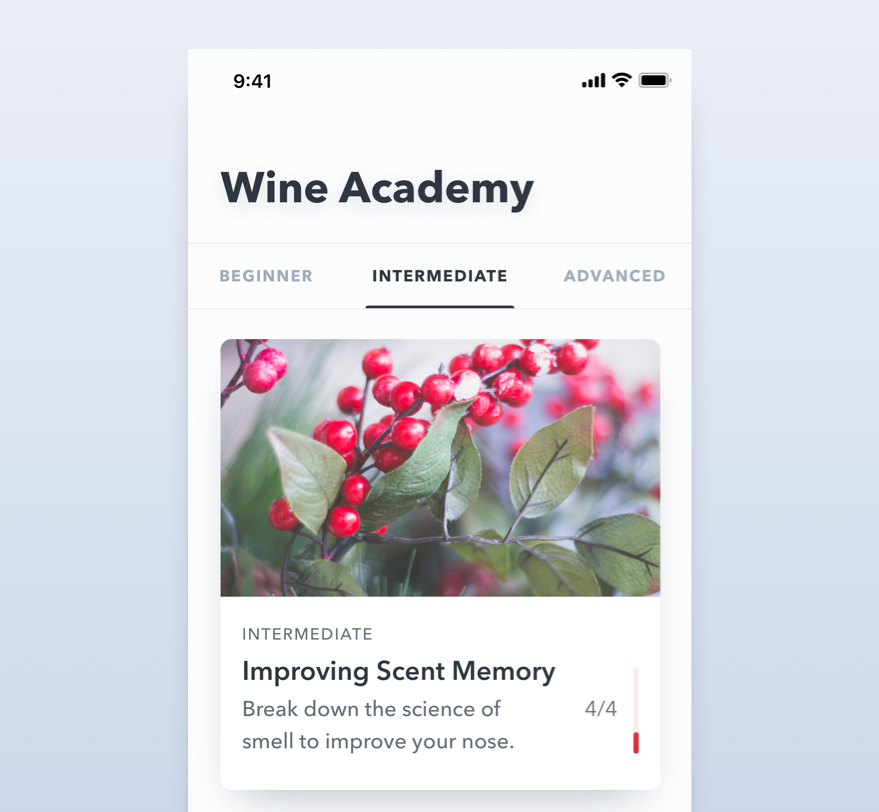 9:41
Wine Academy
BEGINNER INTERMEDIATE ADVANCED
INTERMEDIATE
Improving Scent Memory
Break down the science of 4/4
smell to improve your nose.